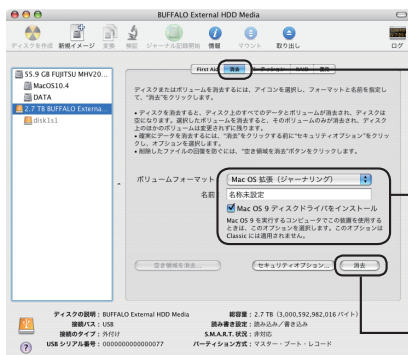 BUFFALO External HDD Media
ディスクを作成 新規イメージ 変換 検証 ジャーナル記録開始 情報 マウント 取り出し ログ
55.9 GB FUJITSU MHV20...
MacOS10.4
DATA
2.7 TB BUFFALO Externa...
disk1s1
First Aid 消去 RAID 復元
ディスクまたはボリュームを消去するには、アイコンを選択し、フォーマットと名前を指定して、"消去"をクリックします。
• ディスクを消去すると、ディスク上のすべてのデータとボリュームが消去され、ディスクは
空になります。選択したボリュームを消去すると、そのボリュームのみが消去され、ディスク
上のほかのボリュームは変更されずに残ります。
• 確実にデータを消去するには、"消去"をクリックする前に"セキュリティオプション"をクリッ
クし、オプションを選択します。
• 削除したファイルの回復を防ぐには、"空き領域を消去"ボタンをクリックします。
ボリュームフォーマット Mac OS 拡張（ジャーナリング）
名前 名称未設定
Mac OS 9 ディスクドライバをインストール
Mac OS 9 を実行するコンピュータでこの装置を使用する
ときは、このオプションを選択します。このオプションは
Classic には適用されません。
空き領域を消去... セキュリティオプション... 消去
ディスクの説明：BUFFALO External HDD Media 総容量：2.7 TB（3,000,592,982,016 バイト）
接続バス：USB 読み書き設定：読み込み／書き込み
接続のタイプ：外付け S.M.A.R.T. 状況：非対応
USB シリアル番号：00000000000000077 パーティション方式：マスター・ブート・レコード